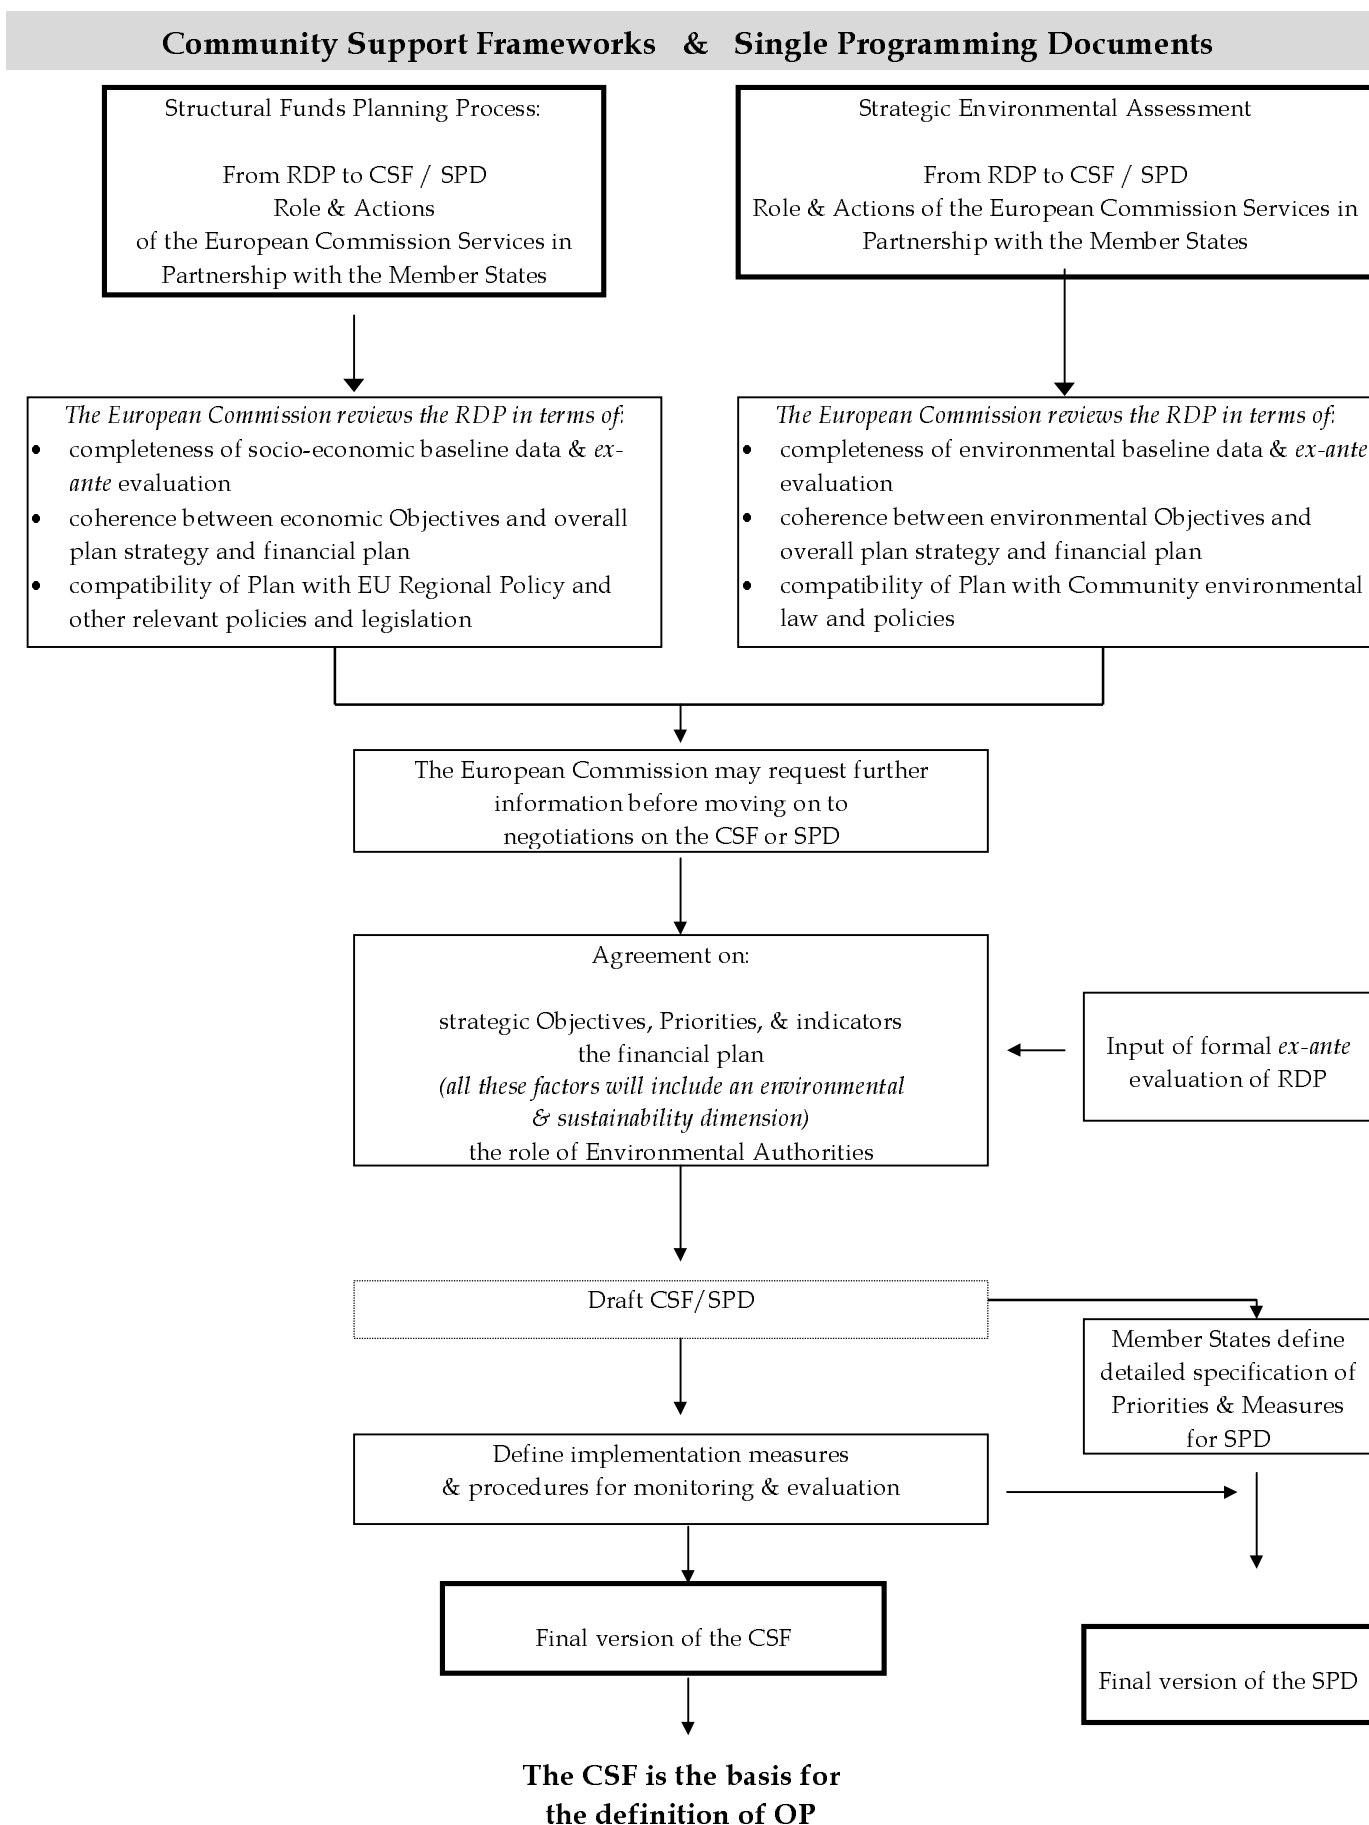 Community Support Frameworks & Single Programming Documents
Structural Funds Planning Process:
From RDP to CSF / SPD
Role & Actions
of the European Commission Services in
Partnership with the Member States
Strategic Environmental Assessment
From RDP to CSF / SPD
Role & Actions of the European Commission Services in
Partnership with the Member States
The European Commission reviews the RDP in terms of:
• completeness of socio-economic baseline data & ex-
ante evaluation
• coherence between economic Objectives and overall
plan strategy and financial plan
• compatibility of Plan with EU Regional Policy and
other relevant policies and legislation
The European Commission reviews the RDP in terms of:
• completeness of environmental baseline data & ex-ante
evaluation
• coherence between environmental Objectives and
overall plan strategy and financial plan
• compatibility of Plan with Community environmental
law and policies
The European Commission may request further
information before moving on to
negotiations on the CSF or SPD
Agreement on:
strategic Objectives, Priorities, & indicators
the financial plan
(all these factors will include an environmental
& sustainability dimension)
the role of Environmental Authorities
Input of formal ex-ante
evaluation of RDP
Draft CSF/SPD
Member States define
detailed specification of
Priorities & Measures
for SPD
Define implementation measures
& procedures for monitoring & evaluation
Final version of the CSF
Final version of the SPD
The CSF is the basis for
the definition of OP